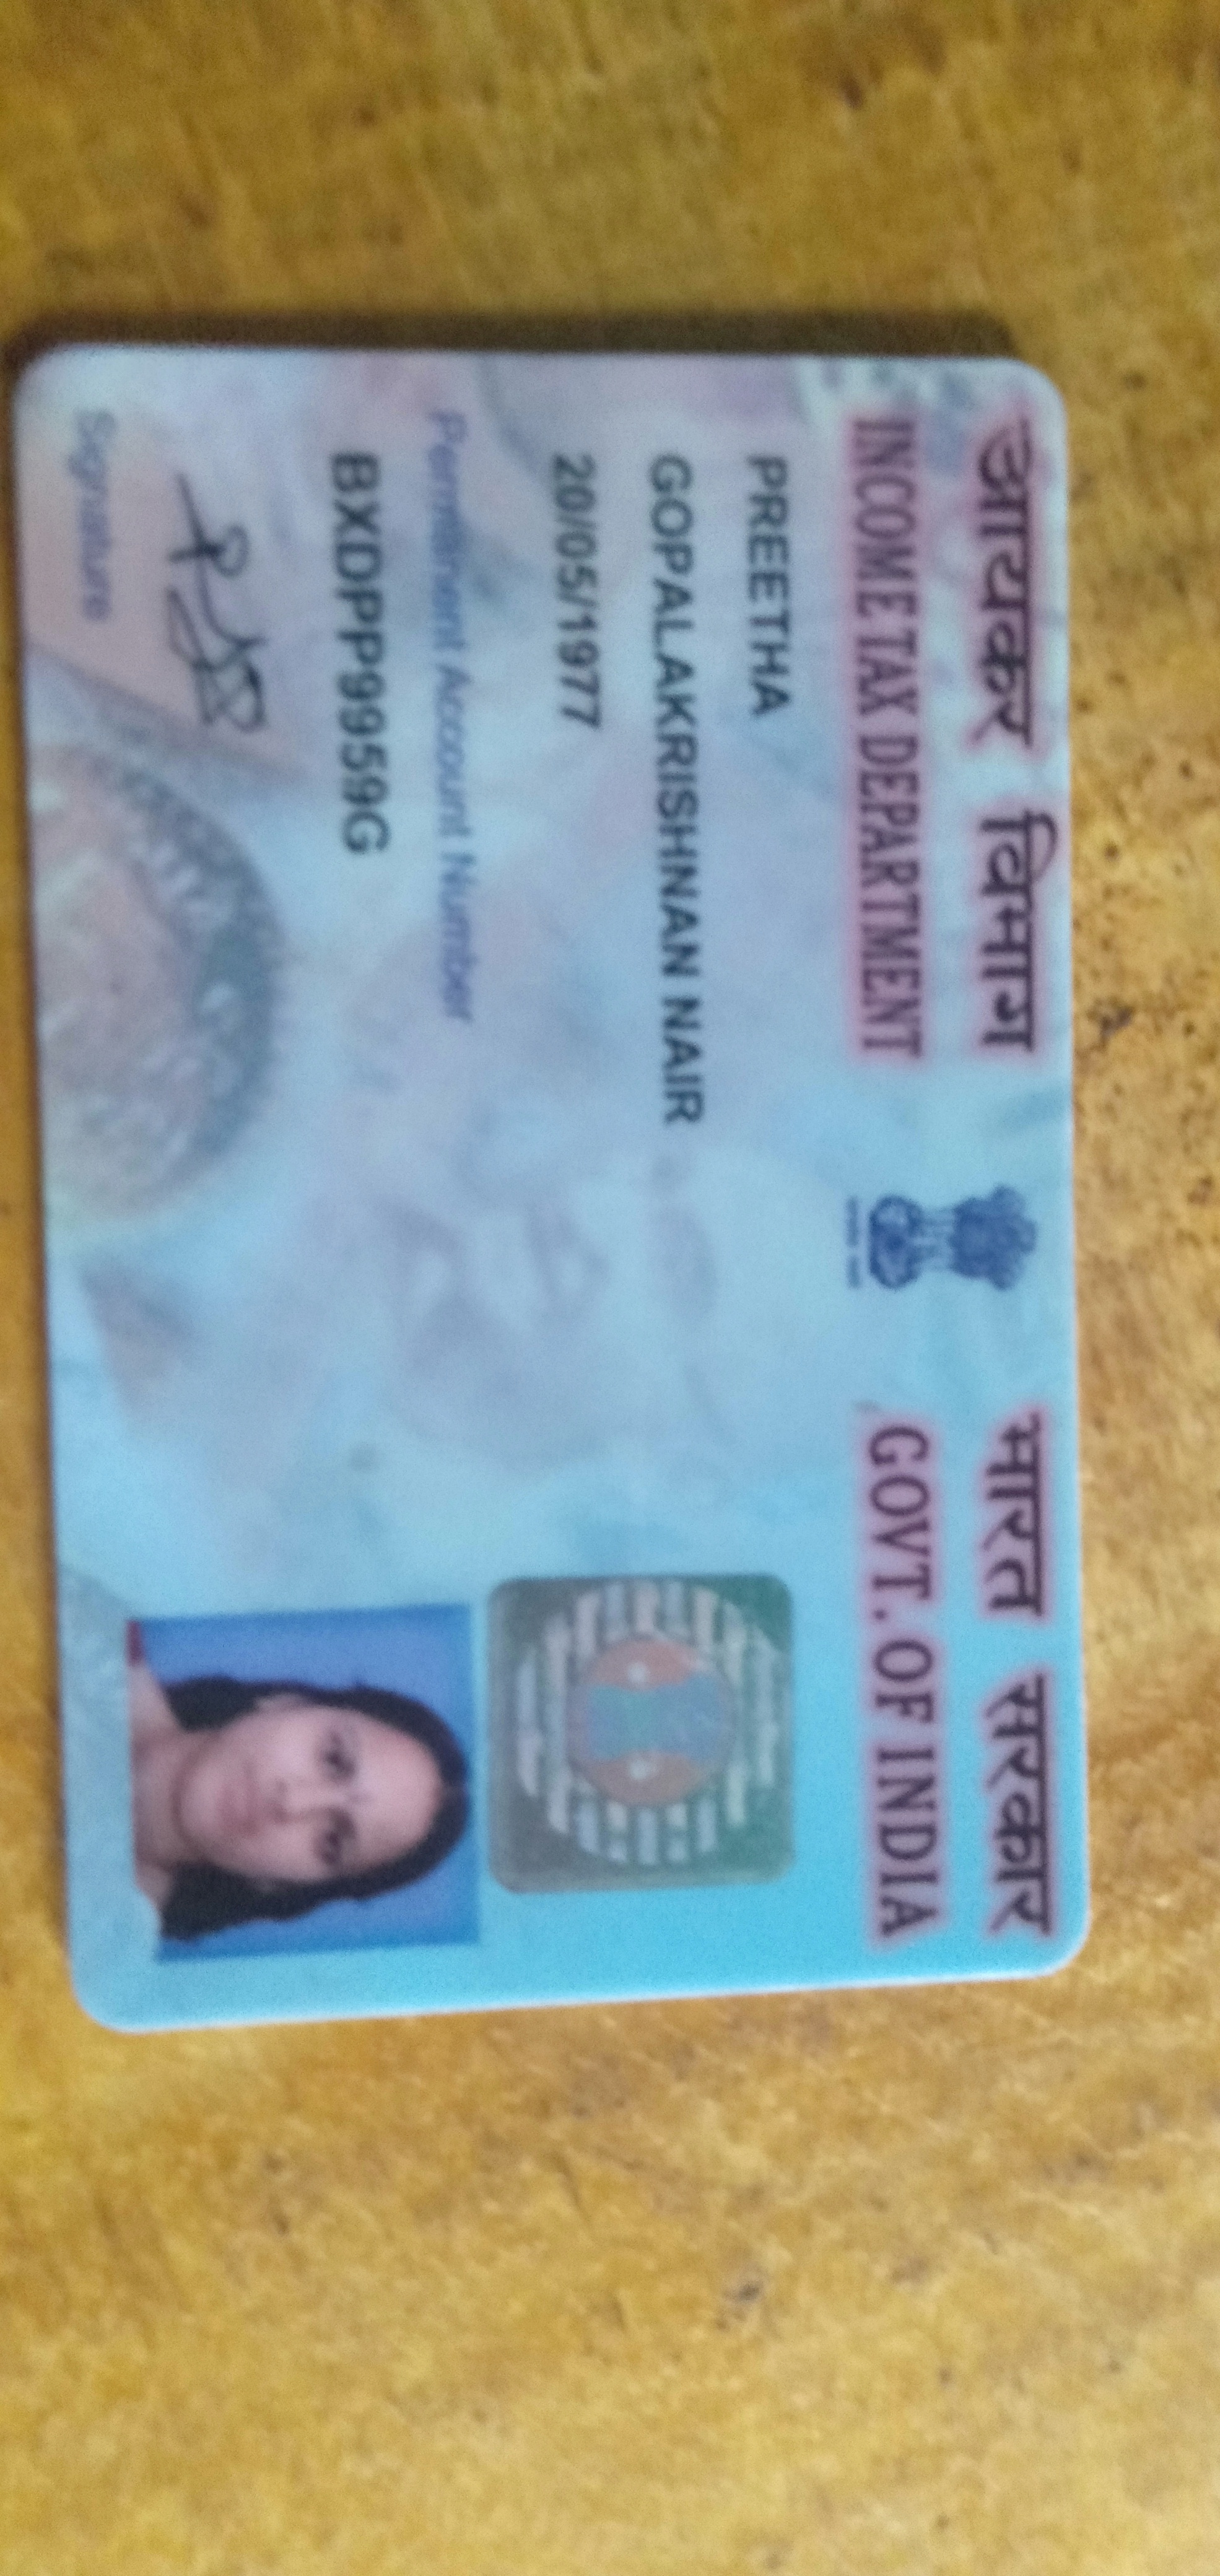 आयकर विभाग
INCOME TAX DEPARTMENT
भारत सरकार
GOVT. OF INDIA
PREETHA
GOPALAKRISHNAN NAIR
20/05/1977
Permanent Account Number
BXDPP9959G
Signature